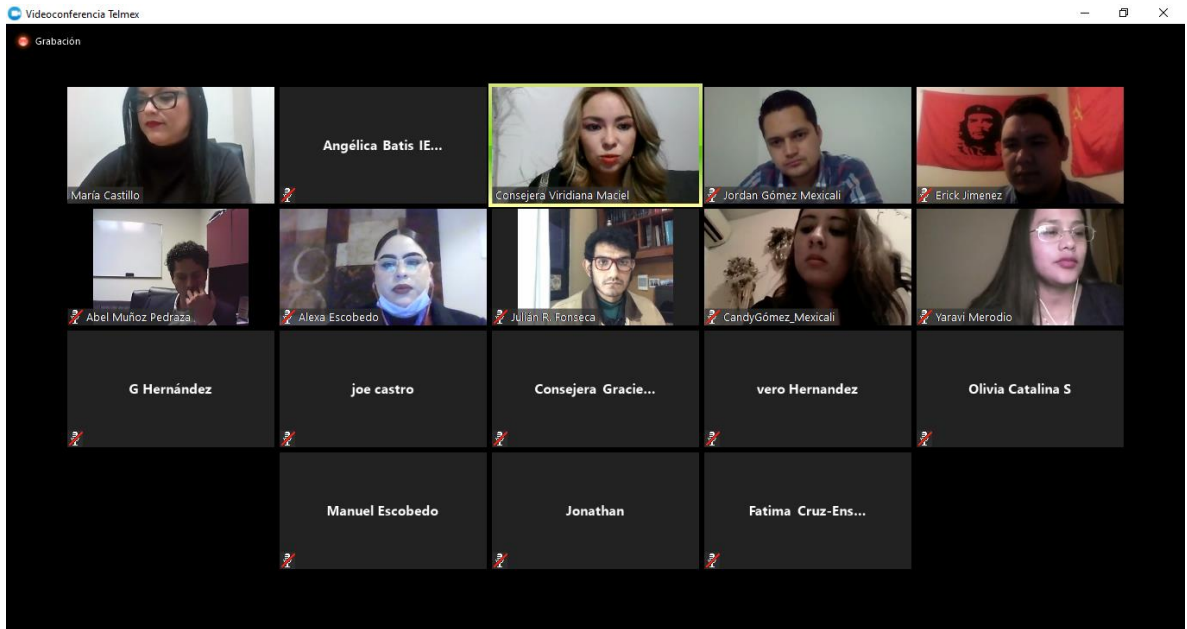 Videoconferencia Telmex
Grabación
María Castillo
Angélica Batis IE...
Consejera Viridiana Maciel
Jordan Gómez Mexicali
Erick Jimenez
Abel Muñoz Pedraza
Alexa Escobedo
Julián R. Fonseca
CandyGómez_Mexicali
Yaravi Merodio
G Hernández
joe castro
Consejera Gracie...
vero Hernandez
Olivia Catalina S
Manuel Escobedo
Jonathan
Fatima Cruz-Ens...